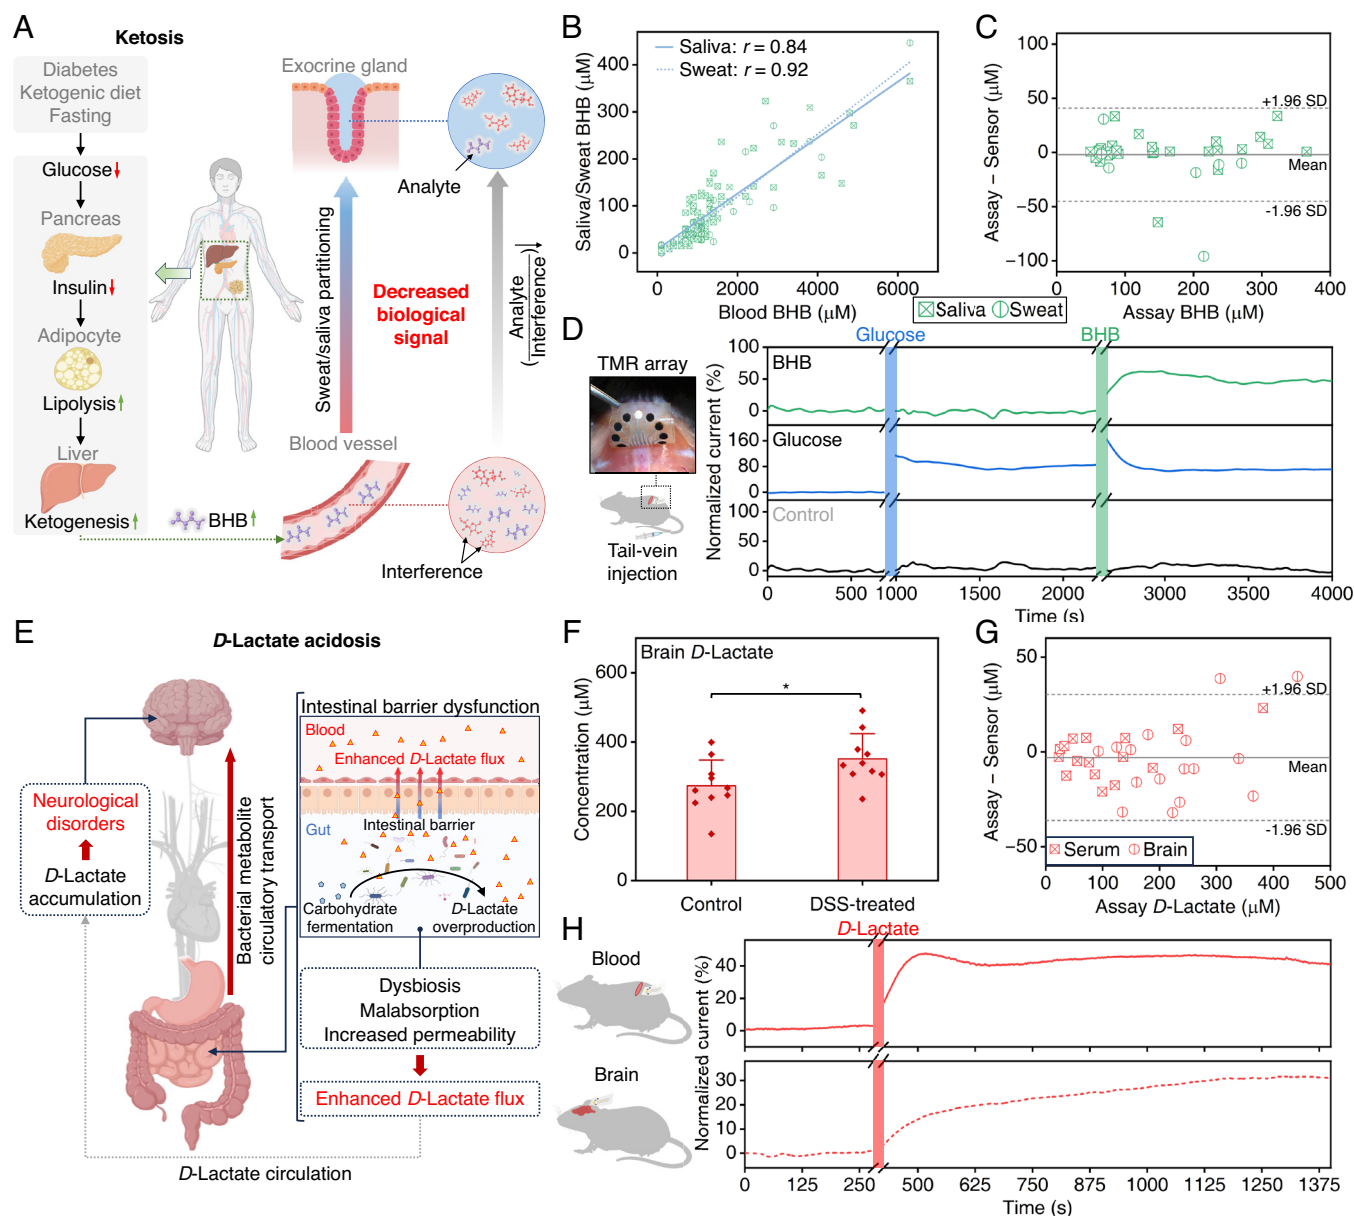 A
Ketosis
Diabetes
Ketogenic diet
Fasting
Glucose↓
Pancreas
Insulin↓
Adipocyte
Lipolysis↑
Liver
Ketogenesis↑
BHB↑
Exocrine gland
Analyte
Sweat/saliva partitioning
Decreased
biological
signal
Analyte
Interference
Blood vessel
Interference
B
Saliva: r = 0.84
Sweat: r = 0.92
Saliva/Sweat BHB (μM)
400
300
200
100
0
0
2000
4000
6000
Blood BHB (μM)
C
Assay − Sensor (μM)
100
50
0
−50
−100
+1.96 SD
Mean
-1.96 SD
0
100
200
300
400
Assay BHB (μM)
Saliva
Sweat
D
TMR array
Tail-vein
injection
Glucose
BHB
Normalized current (%)
BHB
100
50
0
Glucose
160
80
0
Control
100
50
0
0
500
1000
1500
2000
3000
3500
4000
Time (s)
E
D-Lactate acidosis
Neurological
disorders
D-Lactate
accumulation
Bacterial metabolite
circulatory transport
Intestinal barrier dysfunction
Blood
Enhanced D-Lactate flux
Intestinal barrier
Gut
Carbohydrate
fermentation
D-Lactate
overproduction
Dysbiosis
Malabsorption
Increased permeability
Enhanced D-Lactate flux
D-Lactate circulation
F
Brain D-Lactate
*
Concentration (μM)
600
400
200
0
Control
DSS-treated
G
Assay − Sensor (μM)
50
0
−50
+1.96 SD
Mean
-1.96 SD
Serum
Brain
0
100
200
300
400
500
Assay D-Lactate (μM)
H
D-Lactate
Blood
Brain
Normalized current (%)
40
20
0
30
20
10
0
0
125
250
500
625
750
875
1000
1125
1250
1375
Time (s)